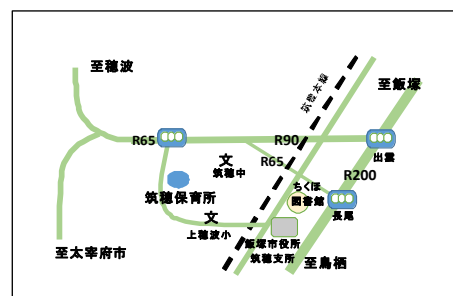 至穂波
至飯塚
筑豊本線
R65
R90
出雲
文
筑穂中
R65
R200
ちくほ
図書館
筑穂保育所
長尾
文
上穂波小
飯塚市役所
筑穂支所
至太宰府市
至鳥栖